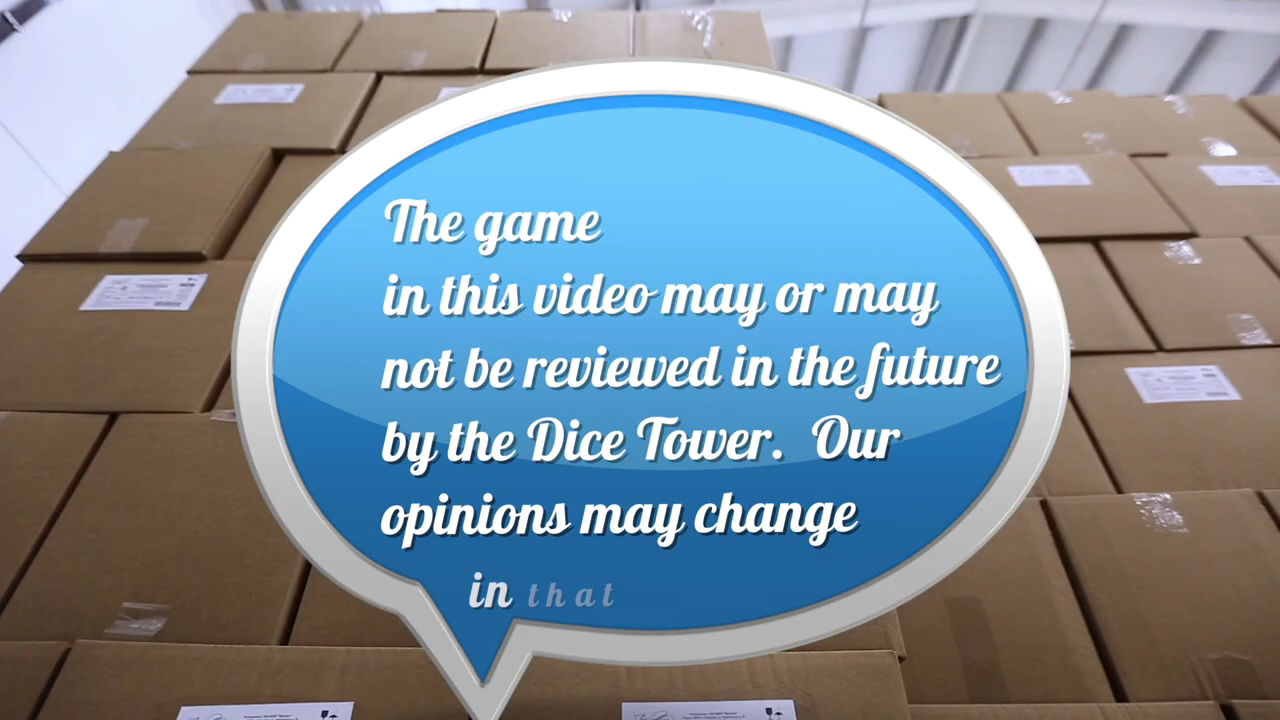 The game
in this video may or may
not be reviewed in the future
by the Dice Tower. Our
opinions may change
in that